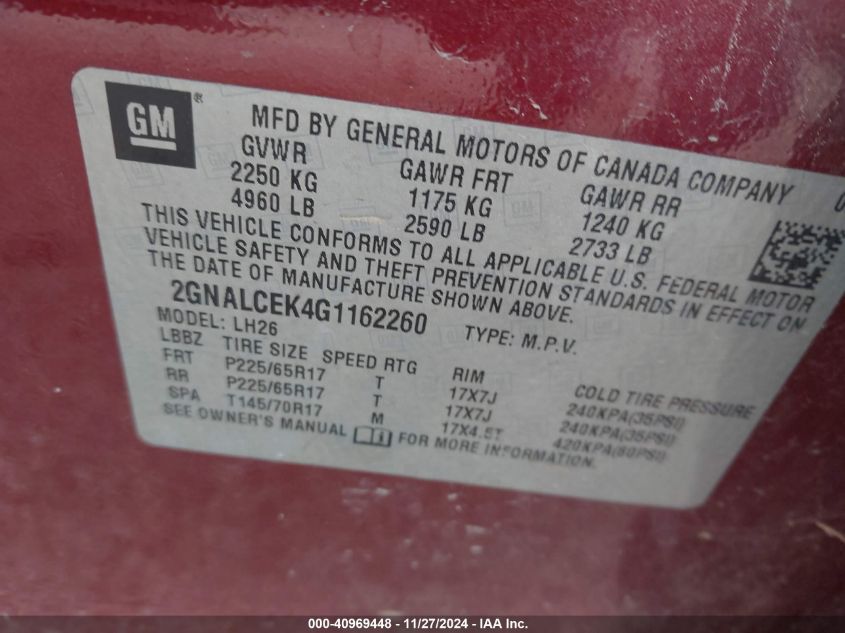 GM ®
MFD BY GENERAL MOTORS OF CANADA COMPANY
GVWR GAWR FRT GAWR RR
2250 KG 1175 KG 1240 KG
4960 LB 2590 LB 2733 LB
THIS VEHICLE CONFORMS TO ALL APPLICABLE U.S. FEDERAL MOTOR
VEHICLE SAFETY AND THEFT PREVENTION STANDARDS IN EFFECT ON
THE DATE OF MANUFACTURE SHOWN ABOVE.
2GNALCEK4G1162260 TYPE: M.P.V.
MODEL: LH26
LBBZ TIRE SIZE SPEED RTG RIM COLD TIRE PRESSURE
FRT P225/65R17 T 17X7J 240KPA(35PSI)
RR P225/65R17 T 17X7J 240KPA(35PSI)
SPA T145/70R17 M 17X4.5T 420KPA(60PSI)
SEE OWNER'S MANUAL FOR MORE INFORMATION.
000-40969448 - 11/27/2024 - IAA Inc.